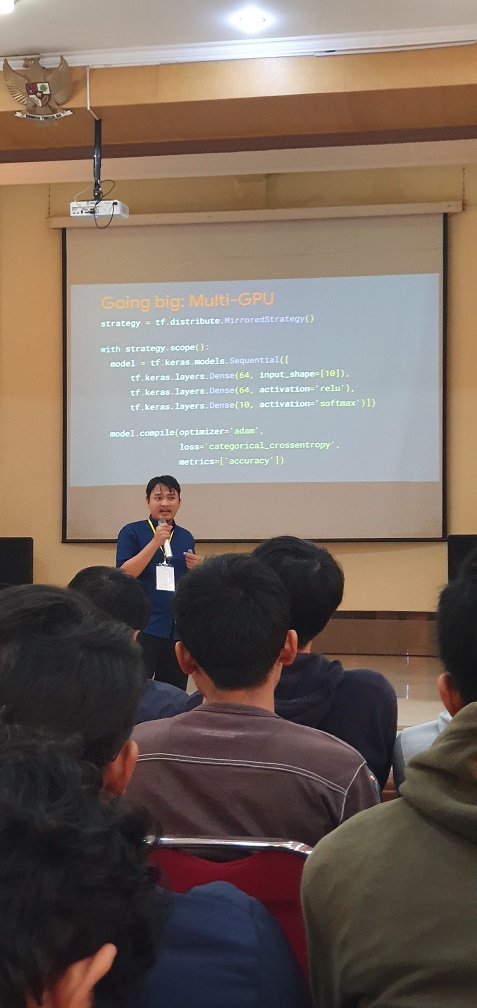 Going big: Multi-GPU
strategy = tf.distribute.MirroredStrategy()
with strategy.scope():
model = tf.keras.models.Sequential([
tf.keras.layers.Dense(64, input_shape=[10]),
tf.keras.layers.Dense(64, activation='relu'),
tf.keras.layers.Dense(10, activation='softmax')])
model.compile(optimizer='adam',
loss='categorical_crossentropy',
metrics=['accuracy'])